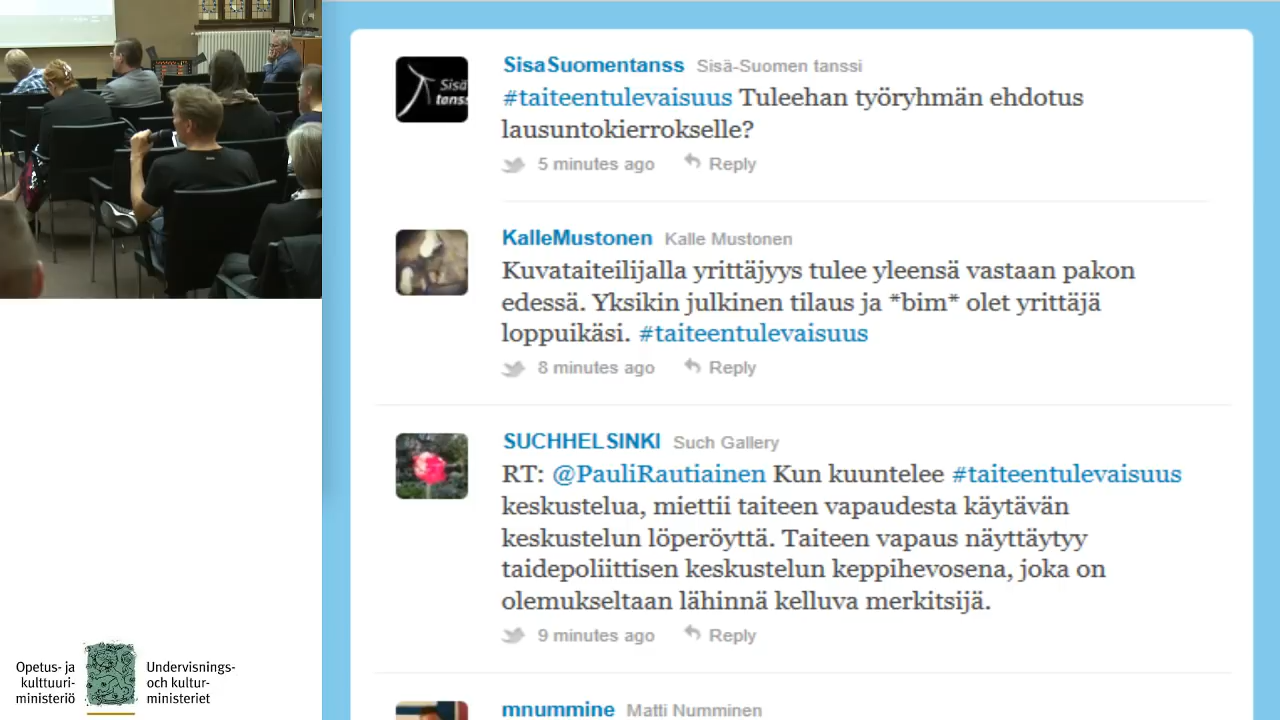 SisaSuomentanss Sisä-Suomen tanssi
#taiteentulevaisuus Tuleehan työryhmän ehdotus
lausuntokierrokselle?
5 minutes ago Reply
Sisä
tanss
KalleMustonen Kalle Mustonen
Kuvataiteilijalla yrittäjyys tulee yleensä vastaan pakon
edessä. Yksikin julkinen tilaus ja *bim* olet yrittäjä
loppuikäsi. #taiteentulevaisuus
8 minutes ago Reply
SUCHHELSINKI Such Gallery
RT: @PauliRautiainen Kun kuuntelee #taiteentulevaisuus
keskustelua, miettii taiteen vapaudesta käytävän
keskustelun löperöyttä. Taiteen vapaus näyttäytyy
taidepoliittisen keskustelun keppihevosena, joka on
olemukseltaan lähinnä kelluva merkitsijä.
9 minutes ago Reply
mnummine Matti Numminen
Opetus- ja
kulttuuri-
ministeriö
Undervisnings-
och kultur-
ministeriet